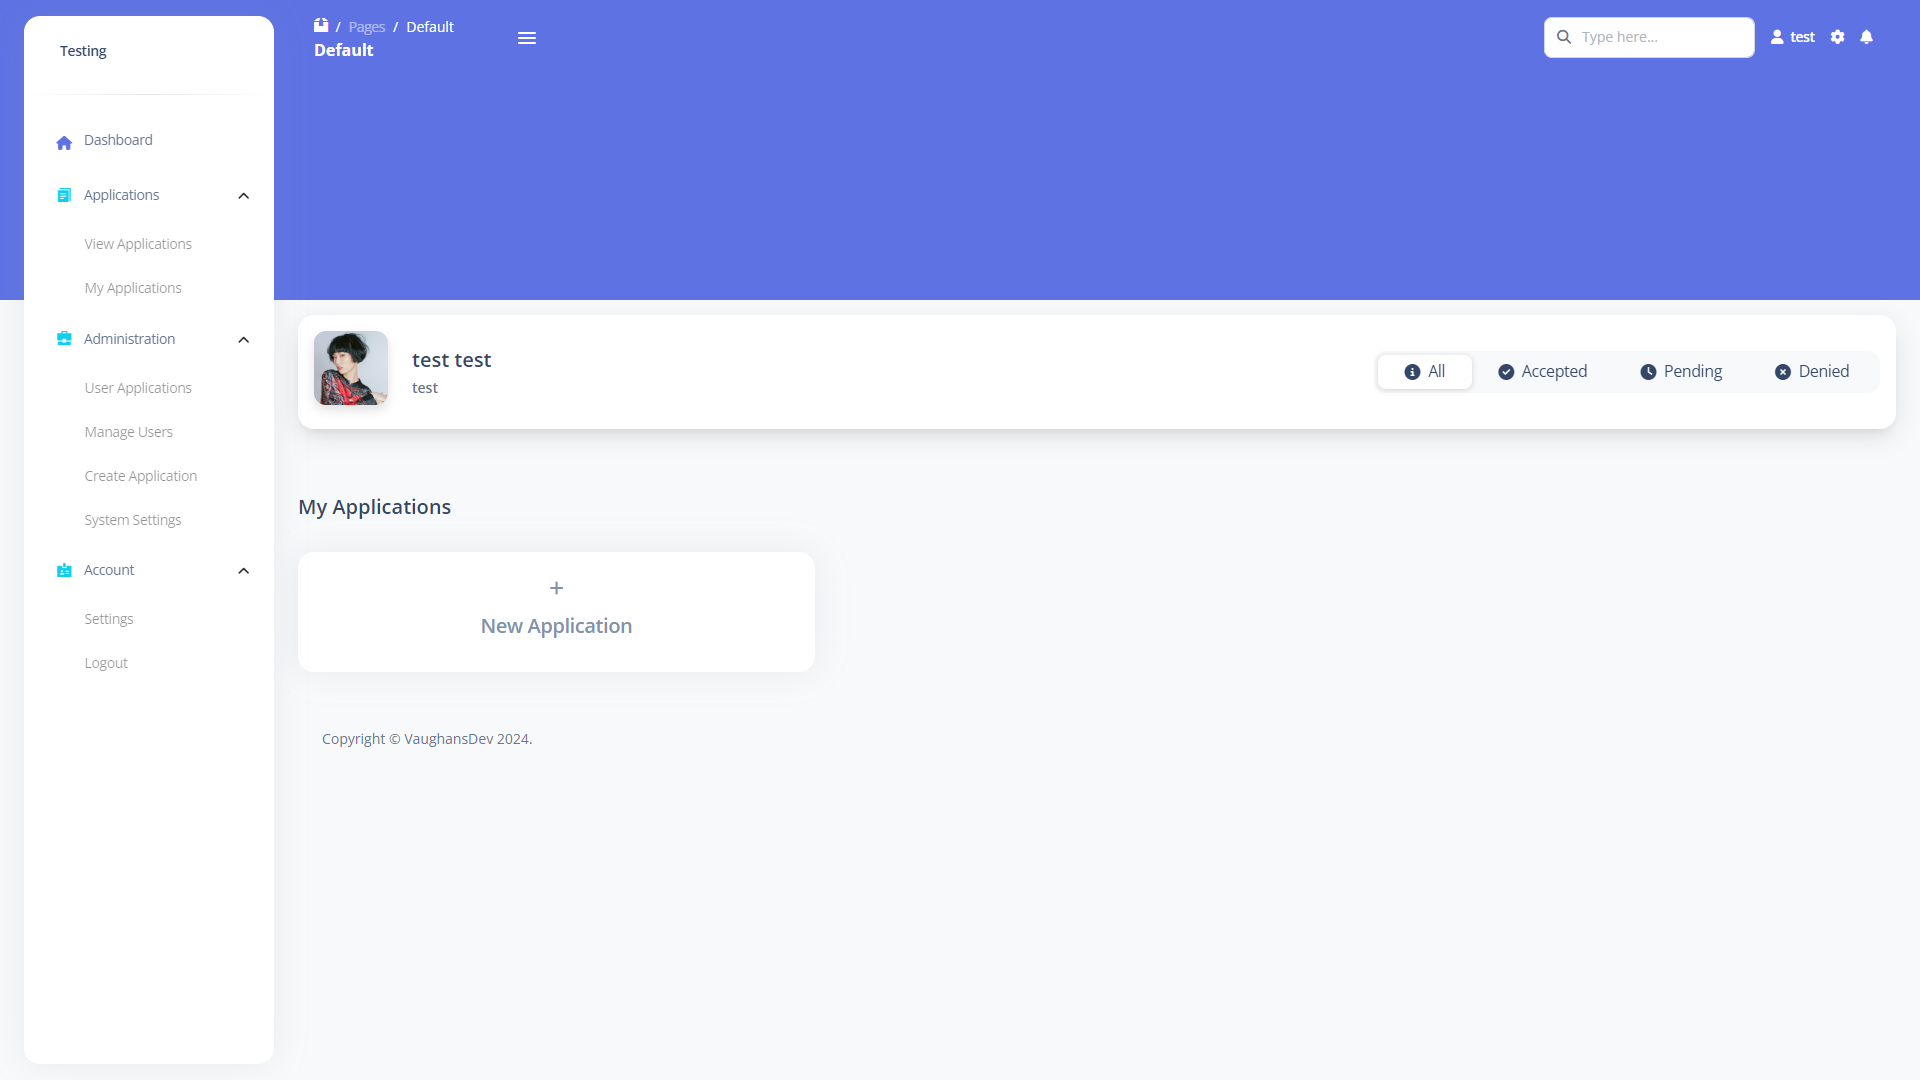 Testing
Dashboard
Applications
View Applications
My Applications
Administration
User Applications
Manage Users
Create Application
System Settings
Account
Settings
Logout
/ Pages / Default
Default
Type here...
test
test test
test
All
Accepted
Pending
Denied
My Applications
+
New Application
Copyright © VaughansDev 2024.